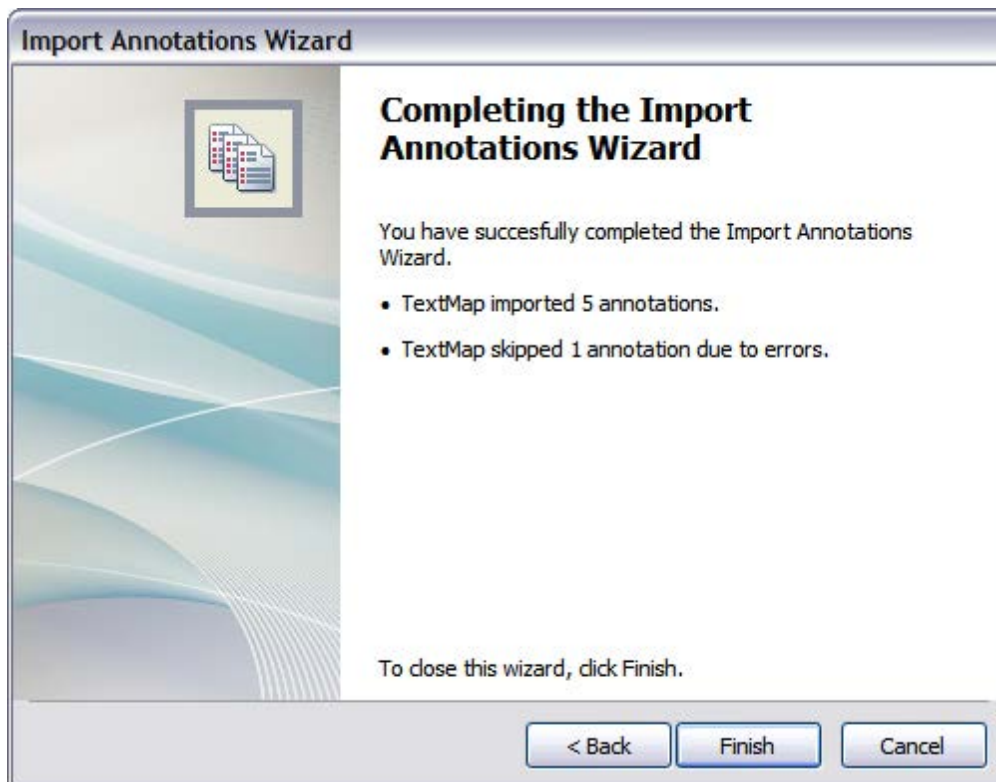 Import Annotations Wizard
Completing the Import
Annotations Wizard
You have succesfully completed the Import Annotations
Wizard.
• TextMap imported 5 annotations.
• TextMap skipped 1 annotation due to errors.
To close this wizard, click Finish.
< Back Finish Cancel